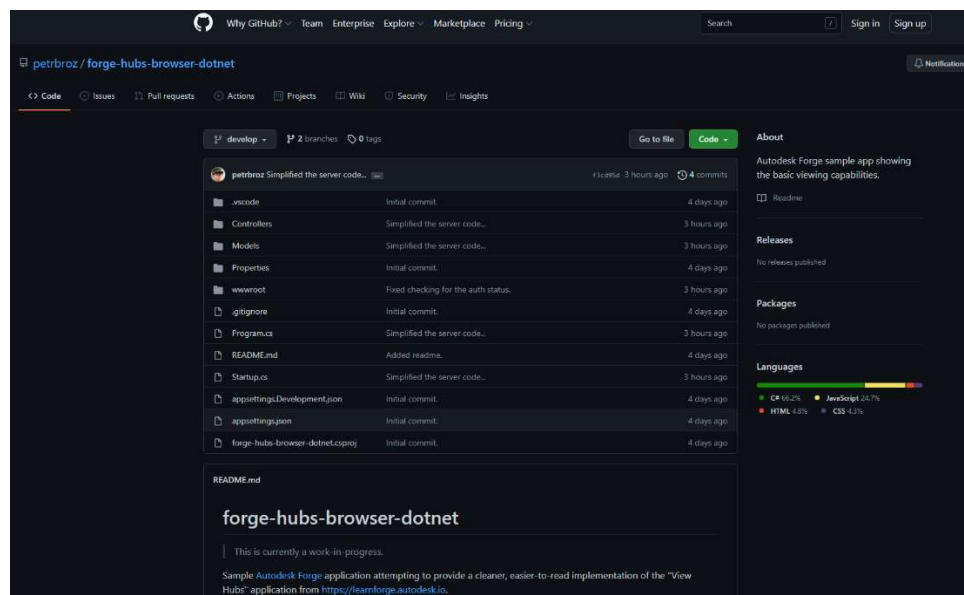 Why GitHub? Team Enterprise Explore Marketplace Pricing Search / Sign in Sign up
petrbroz / forge-hubs-browser-dotnet Notification
<> Code Issues Pull requests Actions Projects Wiki Security Insights
develop 2 branches 0 tags Go to file Code
petrbroz Simplified the server code... 3 hours ago 4 commits
.vscode Initial commit. 4 days ago
Controllers Simplified the server code... 3 hours ago
Models Simplified the server code... 3 hours ago
Properties Initial commit. 4 days ago
wwwroot Fixed checking for the auth status. 3 hours ago
.gitignore Initial commit. 4 days ago
Program.cs Simplified the server code... 3 hours ago
README.md Added readme. 4 days ago
Startup.cs Simplified the server code... 3 hours ago
appsettings.Development.json Initial commit. 4 days ago
appsettings.json Initial commit. 4 days ago
forge-hubs-browser-dotnet.csproj Initial commit. 4 days ago
README.md
forge-hubs-browser-dotnet
This is currently a work-in-progress.
Sample Autodesk Forge application attempting to provide a cleaner, easier-to-read implementation of the "View
Hubs" application from https://learnforge.autodesk.io.
About
Autodesk Forge sample app showing
the basic viewing capabilities.
Readme
Releases
No releases published
Packages
No packages published
Languages
C# 66.2% JavaScript 24.7%
HTML 4.8% CSS 4.3%